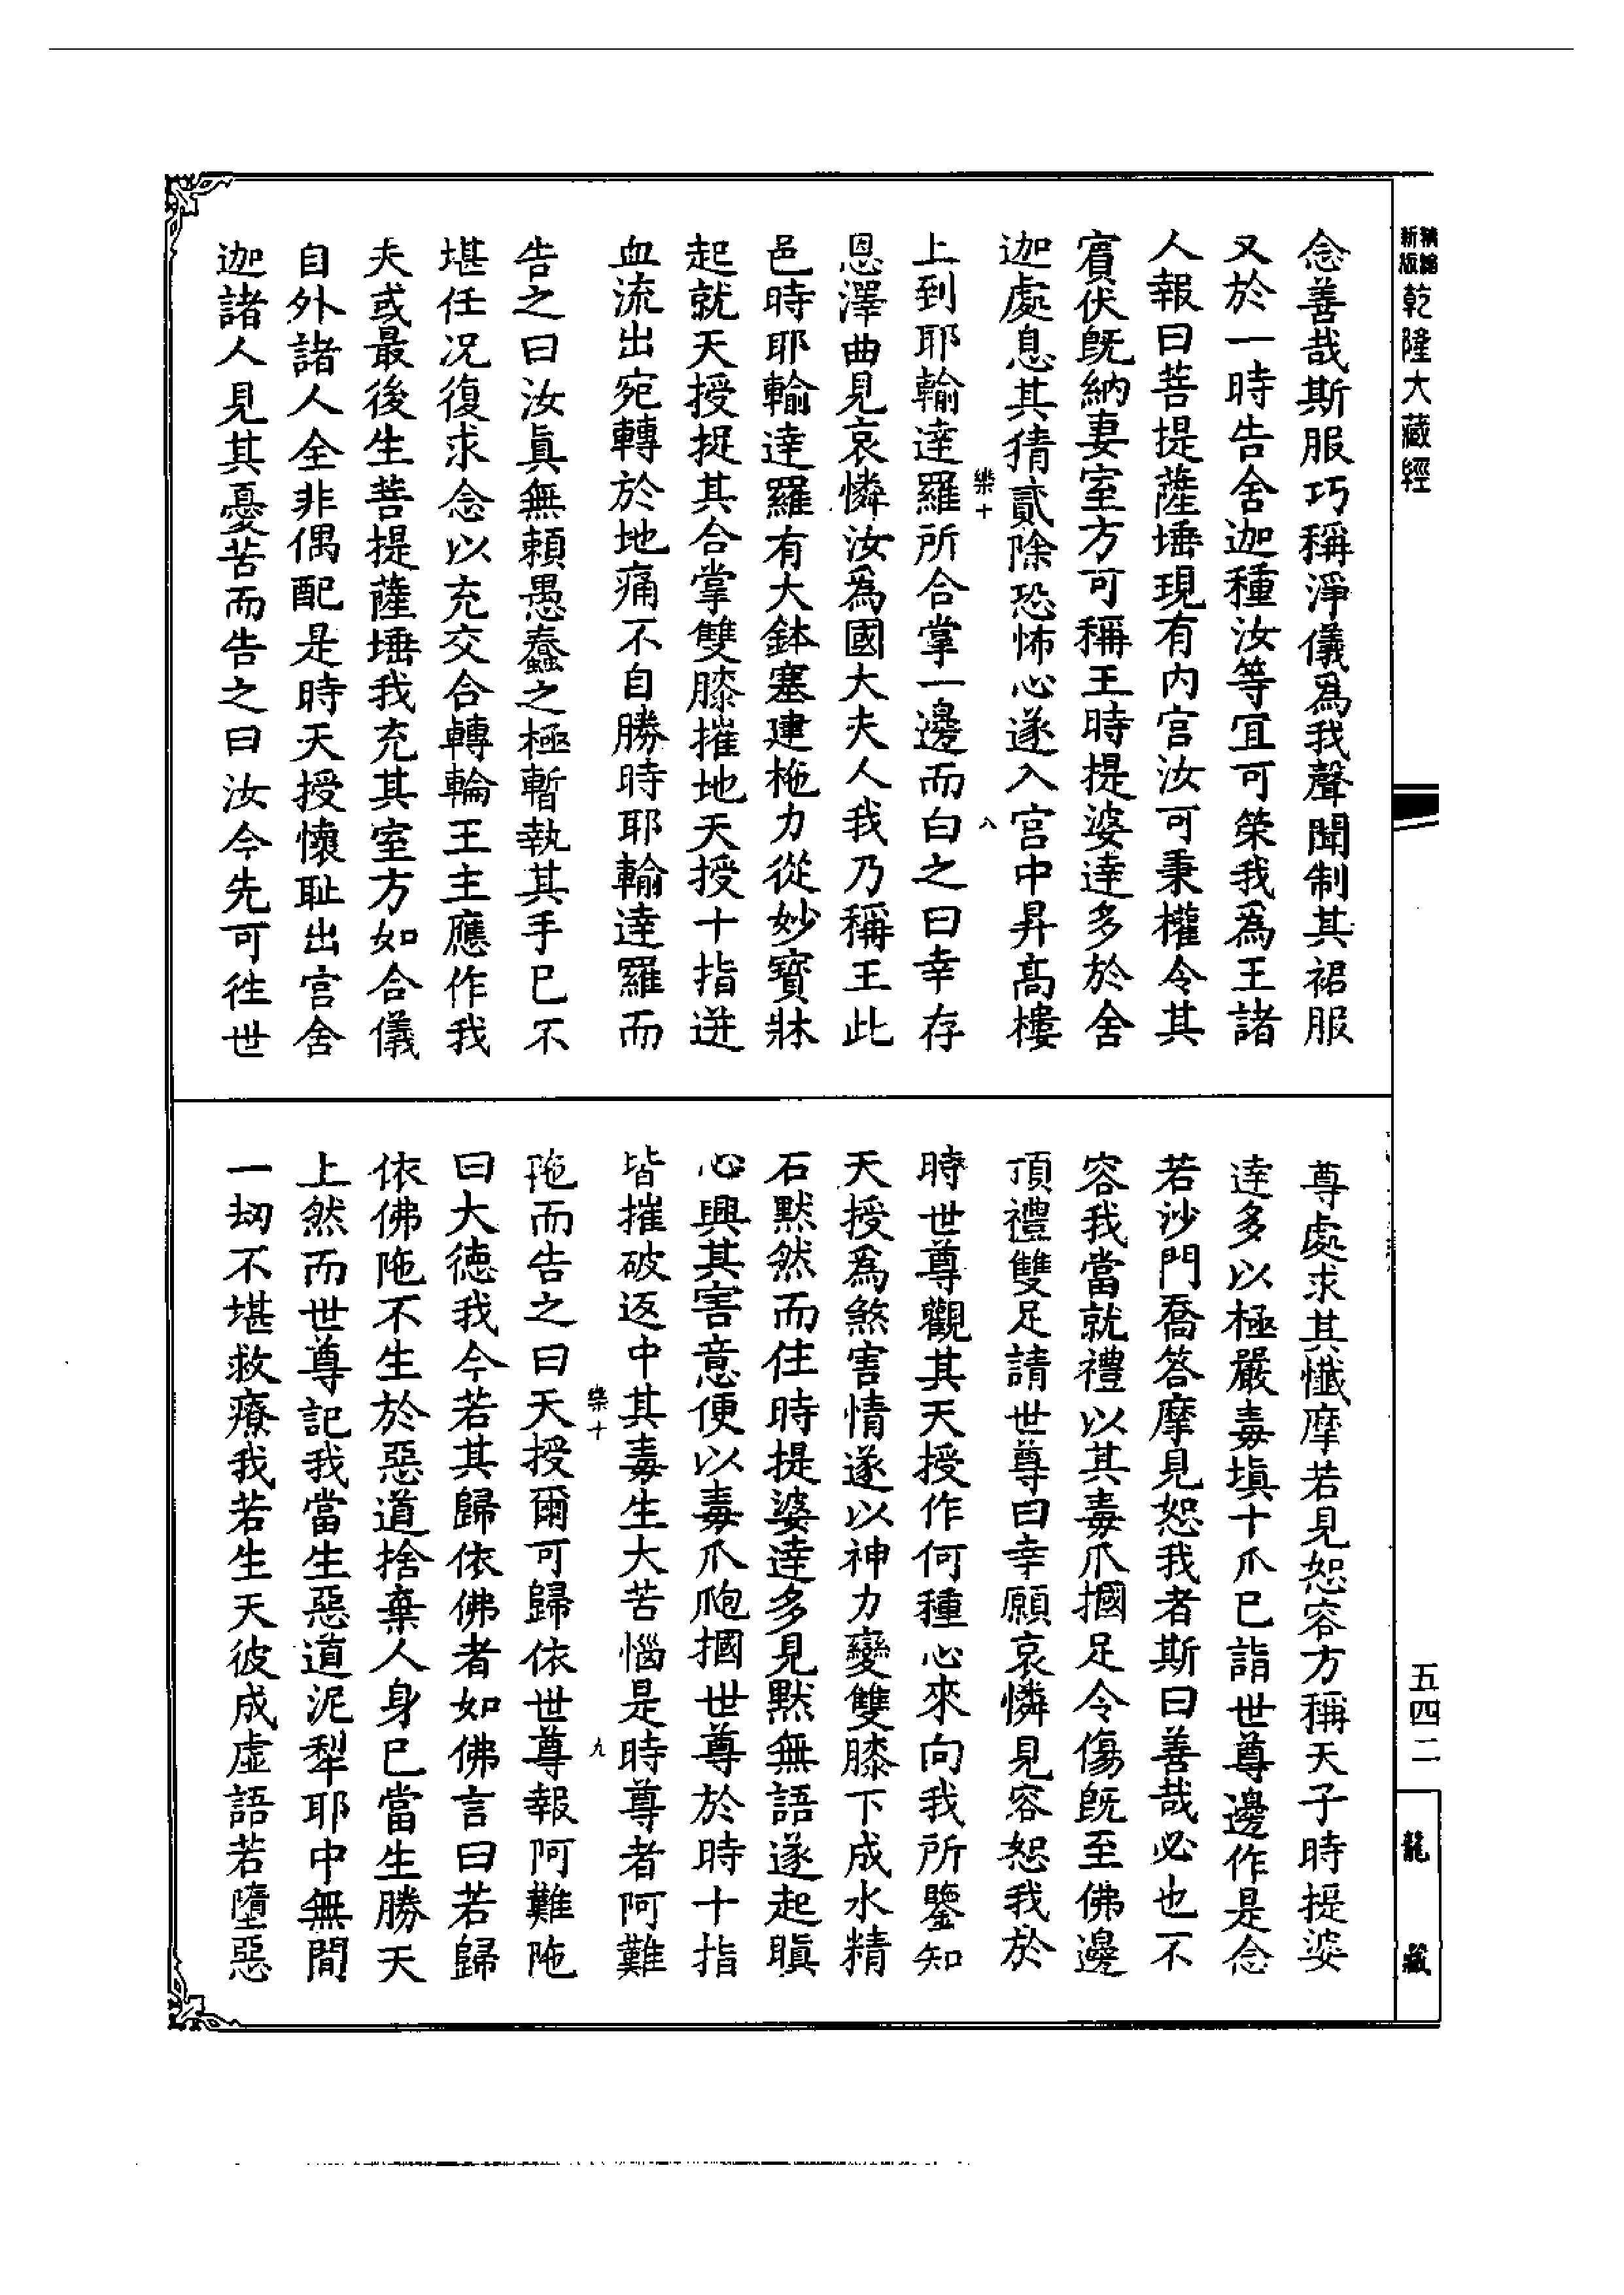 精縮新版乾隆大藏經
念善哉斯服巧稱淨儀爲我聲聞制其裙服
又於一時告舍迦種汝等宜可策我爲王諸
人報曰菩提薩埵現有内宫汝可秉權令其
賓伏旣納妻室方可稱王時提婆達多於舍
迦處息其猜貳除恐怖心遂入宫中昇高樓
樂十
八
上到耶輸達羅所合掌一邊而白之曰幸存
恩澤曲見哀憐汝爲國大夫人我乃稱王此
邑時耶輸達羅有大鉢塞建柂力從妙寳牀
起就天授捉其合掌雙膝摧地天授十指迸
血流出宛轉於地痛不自勝時耶輸達羅而
告之曰汝眞無賴愚蠢之極暫執其手已不
堪任况復求念以充交合轉輪王主應作我
夫或最後生菩提薩埵我充其室方如合儀
自外諸人全非偶配是時天授懷耻出宫舍
迦諸人見其憂苦而告之曰汝今先可往世
尊處求其懺摩若見恕容方稱天子時提婆
達多以極嚴毒塡十爪已詣世尊邊作是念
若沙門喬答摩見恕我者斯曰善哉必也不
容我當就禮以其毒爪摑足令傷旣至佛邊
頂禮雙足請世尊曰幸願哀憐見容恕我於
時世尊觀其天授作何種心來向我所鑒知
天授爲煞害情遂以神力變雙膝下成水精
石默然而住時提婆達多見默無語遂起瞋
心興其害意便以毒爪爮摑世尊於時十指
皆摧破返中其毒生大苦惱是時尊者阿難
樂十
九
陁而告之曰天授爾可歸依世尊報阿難陁
曰大德我今若其歸依佛者如佛言曰若歸
依佛陁不生於惡道捨棄人身已當生勝天
上然而世尊記我當生惡道泥犁耶中無間
一切不堪救療我若生天彼成虚語若墮惡
五四二
龍藏